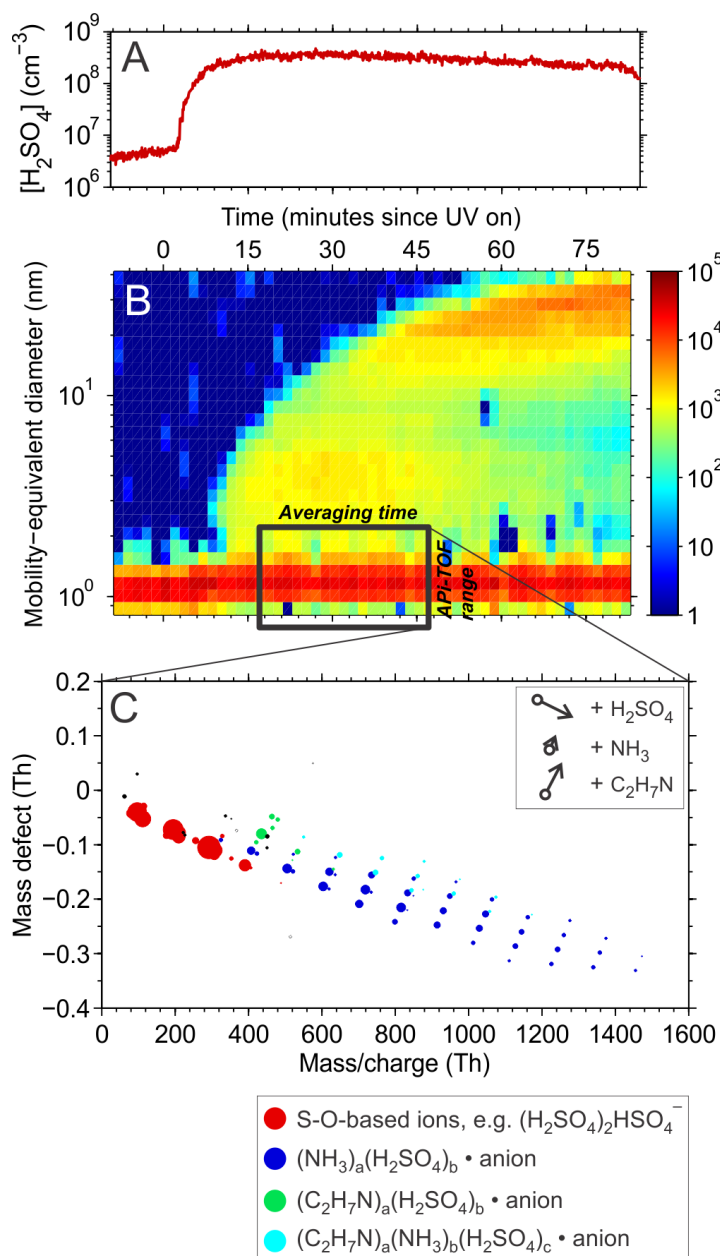 A
[H2SO4] (cm−3)
10^9
10^8
10^7
10^6
Time (minutes since UV on)
0 15 30 45 60 75
B
Mobility−equivalent diameter (nm)
10^1
10^0
Averaging time
APi-TOF
range
10^5
10^4
10^3
10^2
10
1
C
Mass defect (Th)
0.2
0.1
0
−0.1
−0.2
−0.3
−0.4
+ H2SO4
+ NH3
+ C2H7N
0 200 400 600 800 1000 1200 1400 1600
Mass/charge (Th)
S-O-based ions, e.g. (H2SO4)2HSO4−
(NH3)a(H2SO4)b • anion
(C2H7N)a(H2SO4)b • anion
(C2H7N)a(NH3)b(H2SO4)c • anion